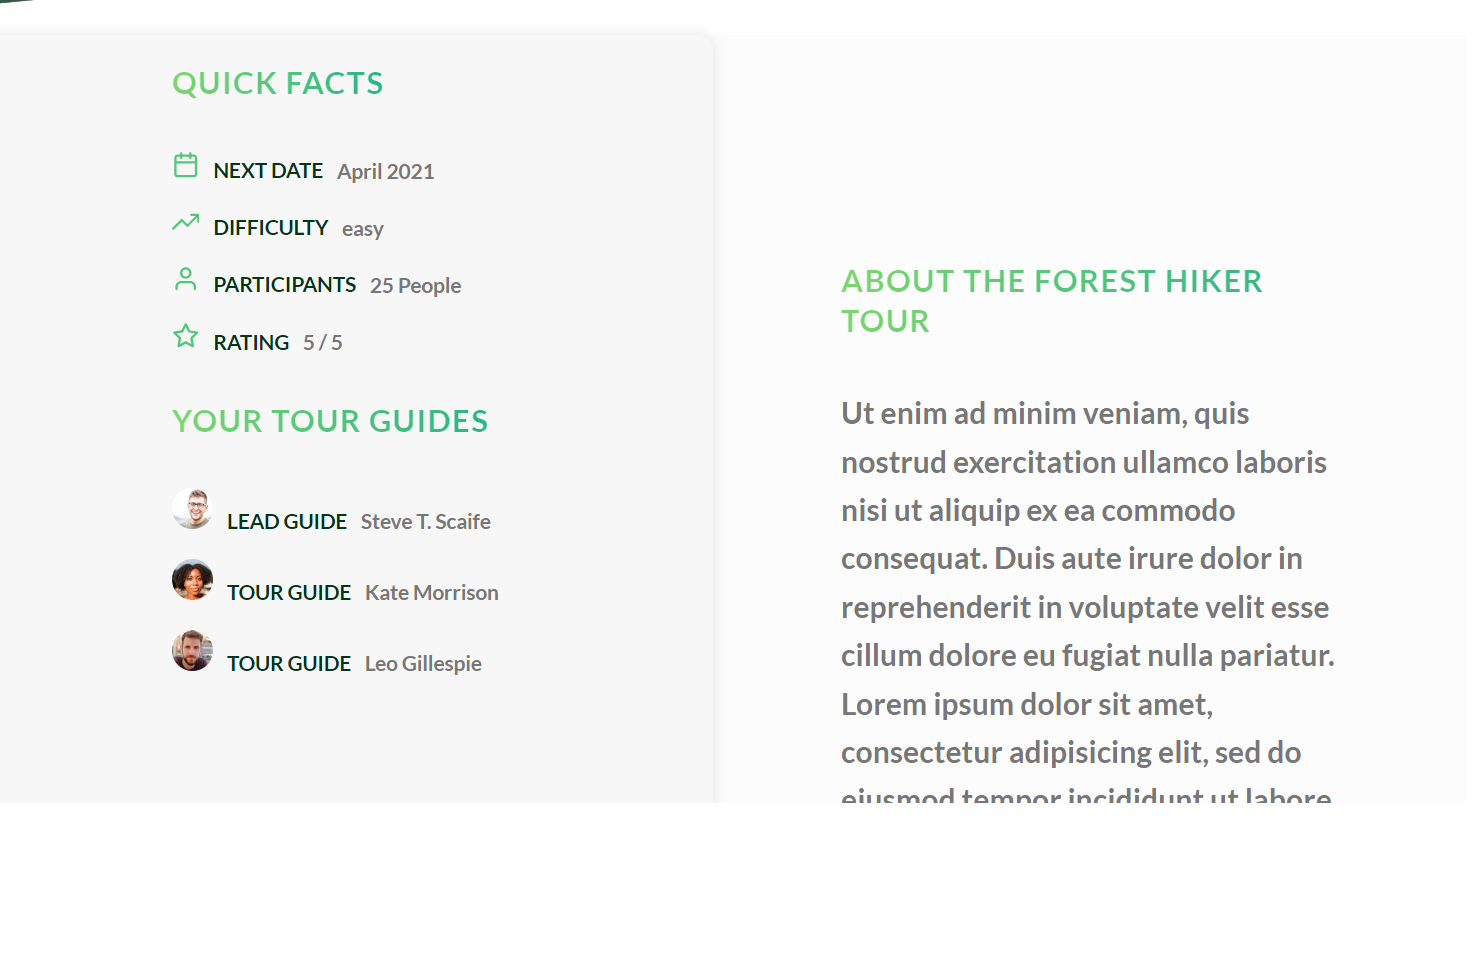 QUICK FACTS
NEXT DATE April 2021
DIFFICULTY easy
PARTICIPANTS 25 People
RATING 5 / 5
YOUR TOUR GUIDES
LEAD GUIDE Steve T. Scaife
TOUR GUIDE Kate Morrison
TOUR GUIDE Leo Gillespie
ABOUT THE FOREST HIKER
TOUR
Ut enim ad minim veniam, quis
nostrud exercitation ullamco laboris
nisi ut aliquip ex ea commodo
consequat. Duis aute irure dolor in
reprehenderit in voluptate velit esse
cillum dolore eu fugiat nulla pariatur.
Lorem ipsum dolor sit amet,
consectetur adipisicing elit, sed do
eiusmod tempor incididunt ut labore